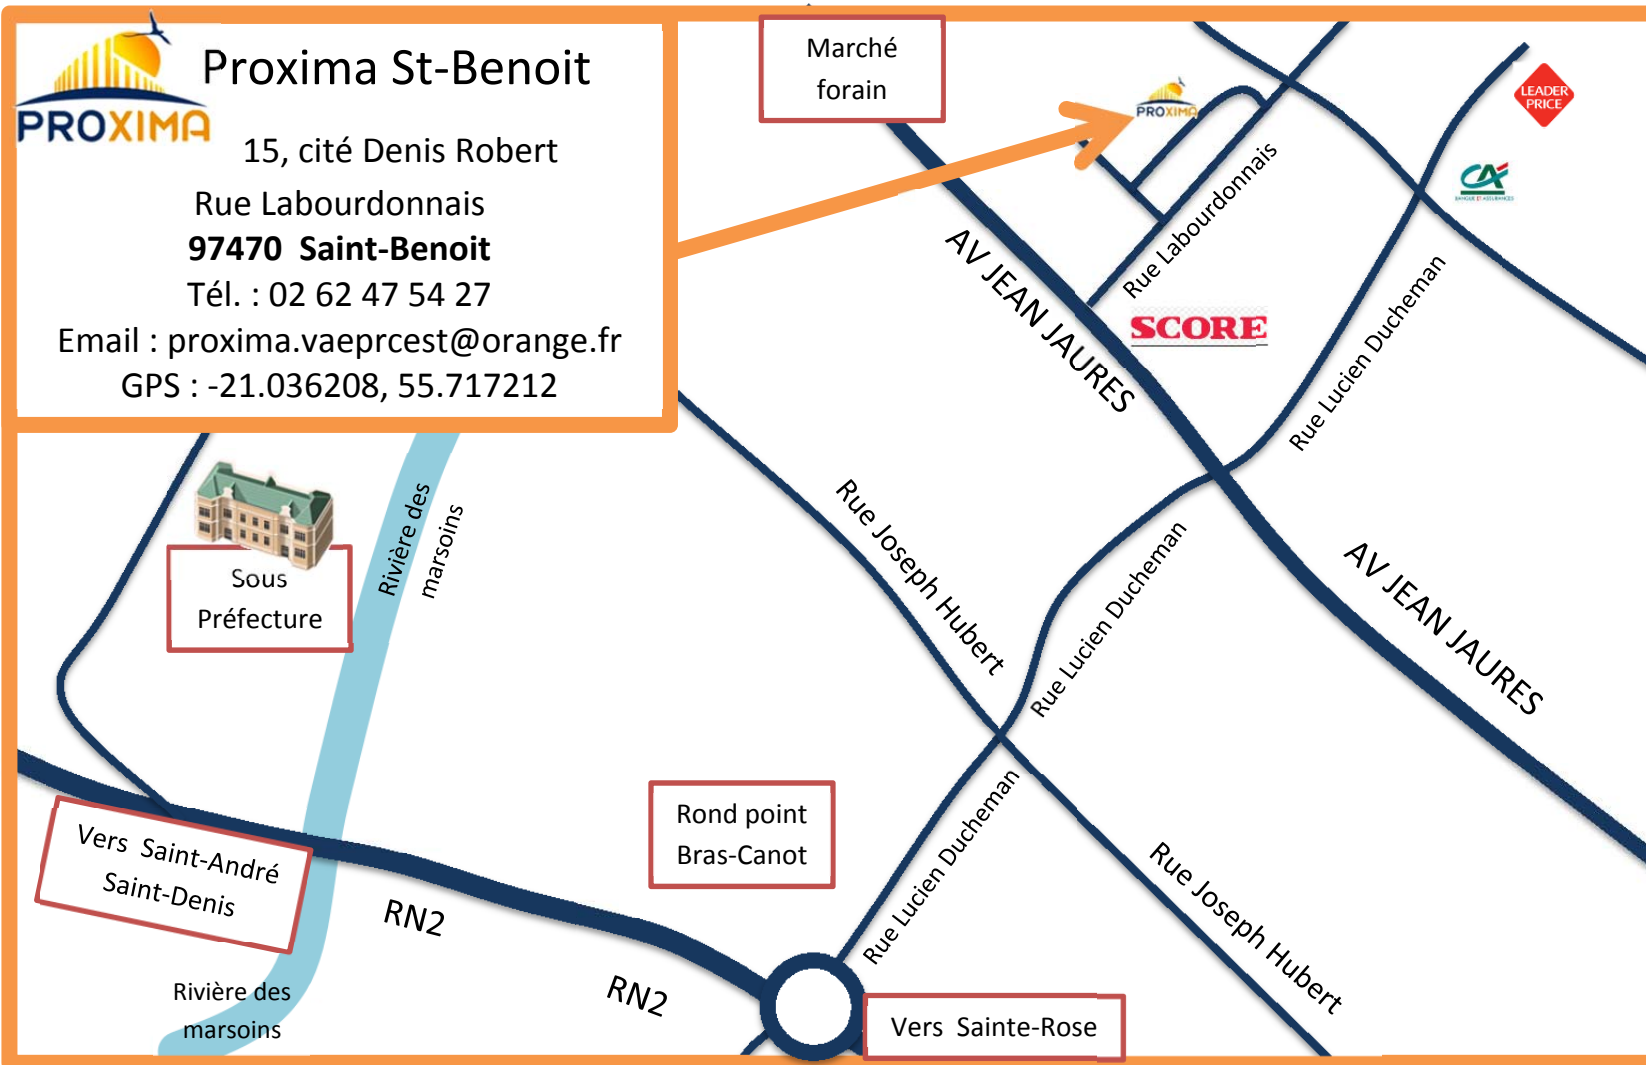 Proxima St-Benoit
PROXIMA
15, cité Denis Robert
Rue Labourdonnais
97470  Saint-Benoit
Tél. : 02 62 47 54 27
Email : proxima.vaeprcest@orange.fr
GPS : -21.036208, 55.717212
Marché
forain
PROXIMA
LEADER
PRICE
CA
BANQUE ET ASSURANCES
Rue Labourdonnais
AV JEAN JAURES
SCORE
Rue Lucien Ducheman
Rivière des
marsoins
Sous
Préfecture
Rue Joseph Hubert
Rue Lucien Ducheman
AV JEAN JAURES
Vers  Saint-André
Saint-Denis
RN2
Rond point
Bras-Canot
Rue Lucien Ducheman
Rue Joseph Hubert
RN2
Rivière des
marsoins
Vers  Sainte-Rose